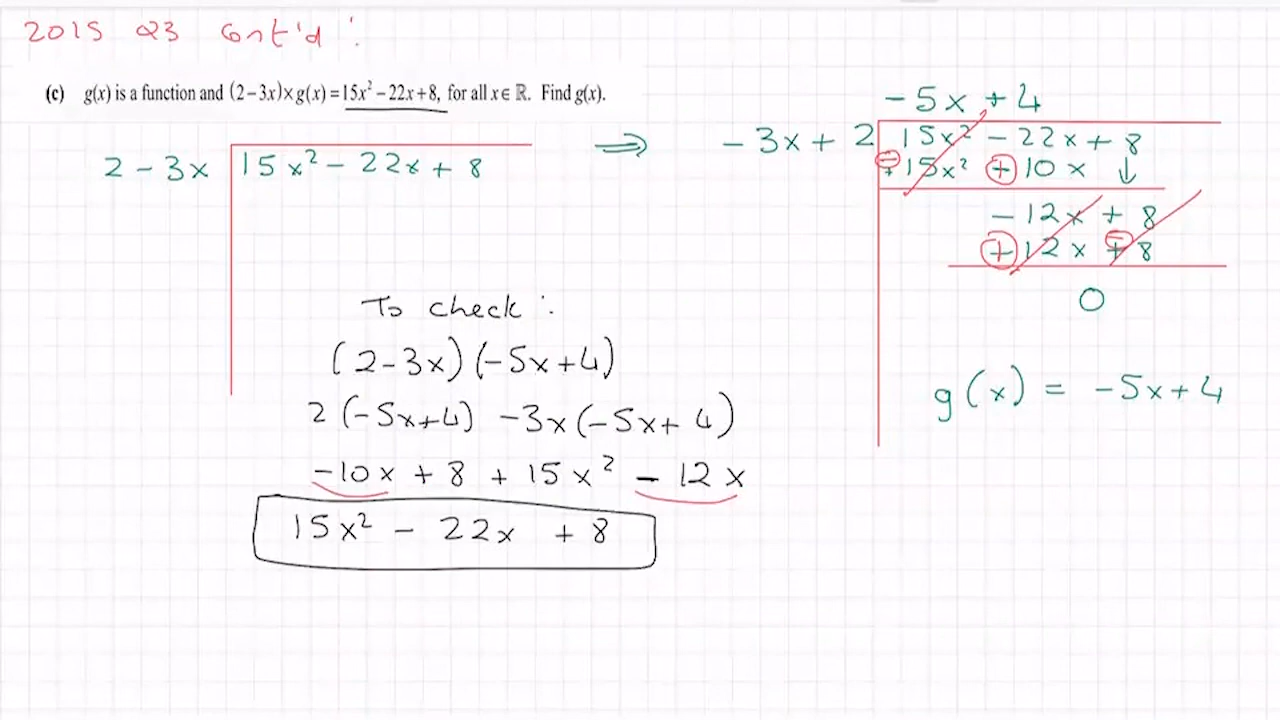 2015 Q3 Cont'd :
(c) g(x) is a function and (2−3x)×g(x)=15x²−22x+8, for all x∈ℝ. Find g(x).
2 - 3x 15x² - 22x + 8
⇒
-5x + 4
-3x + 2 15x² - 22x + 8
⊖ + 15x² ⊕ 10x ↓
- 12x + 8
⊕ 12x ⊖ + 8
0
g(x) = -5x + 4
To check :
(2 - 3x)(-5x + 4)
2(-5x + 4) - 3x(-5x + 4)
-10x + 8 + 15x² - 12x
15x² - 22x + 8